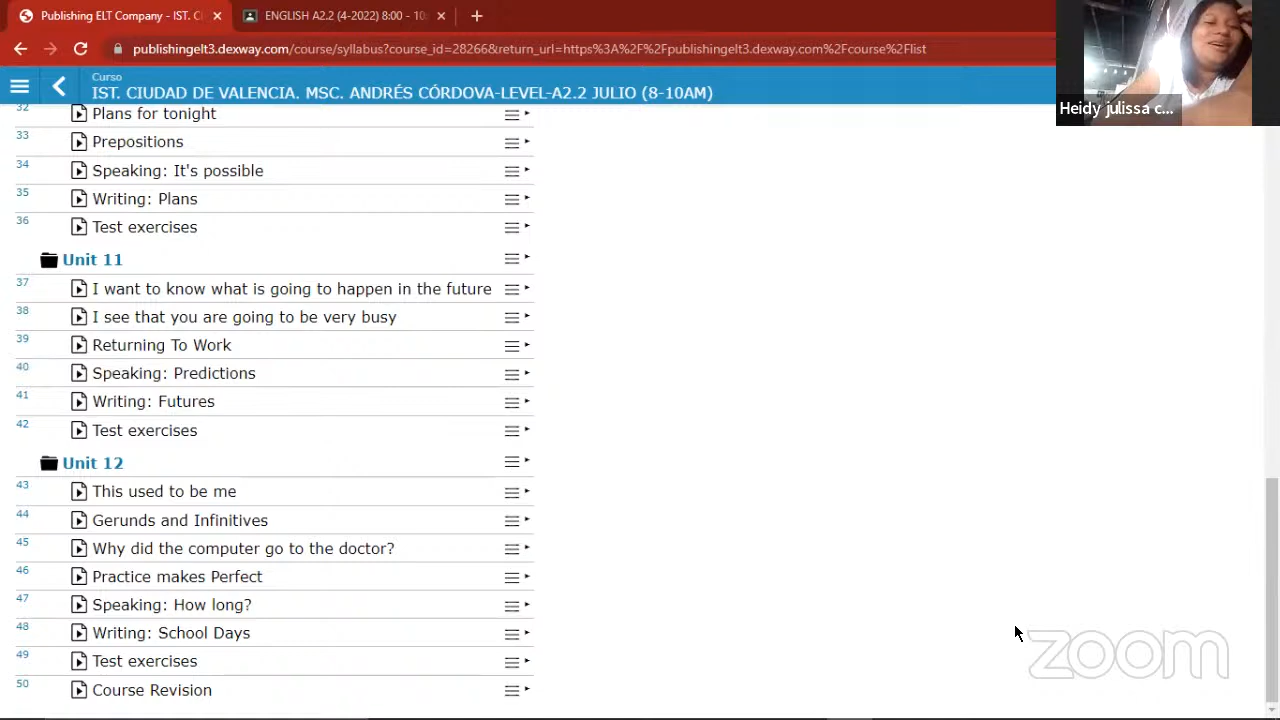 Publishing ELT Company - IST. C
ENGLISH A2.2 (4-2022) 8:00 - 10:
publishingelt3.dexway.com/course/syllabus?course_id=28266&return_url=https%3A%2F%2Fpublishingelt3.dexway.com%2Fcourse%2Flist
Curso
IST. CIUDAD DE VALENCIA. MSC. ANDRÉS CÓRDOVA-LEVEL-A2.2 JULIO (8-10AM)
Heidy julissa c...
32 Plans for tonight
33 Prepositions
34 Speaking: It's possible
35 Writing: Plans
36 Test exercises
Unit 11
37 I want to know what is going to happen in the future
38 I see that you are going to be very busy
39 Returning To Work
40 Speaking: Predictions
41 Writing: Futures
42 Test exercises
Unit 12
43 This used to be me
44 Gerunds and Infinitives
45 Why did the computer go to the doctor?
46 Practice makes Perfect
47 Speaking: How long?
48 Writing: School Days
49 Test exercises
50 Course Revision
zoom